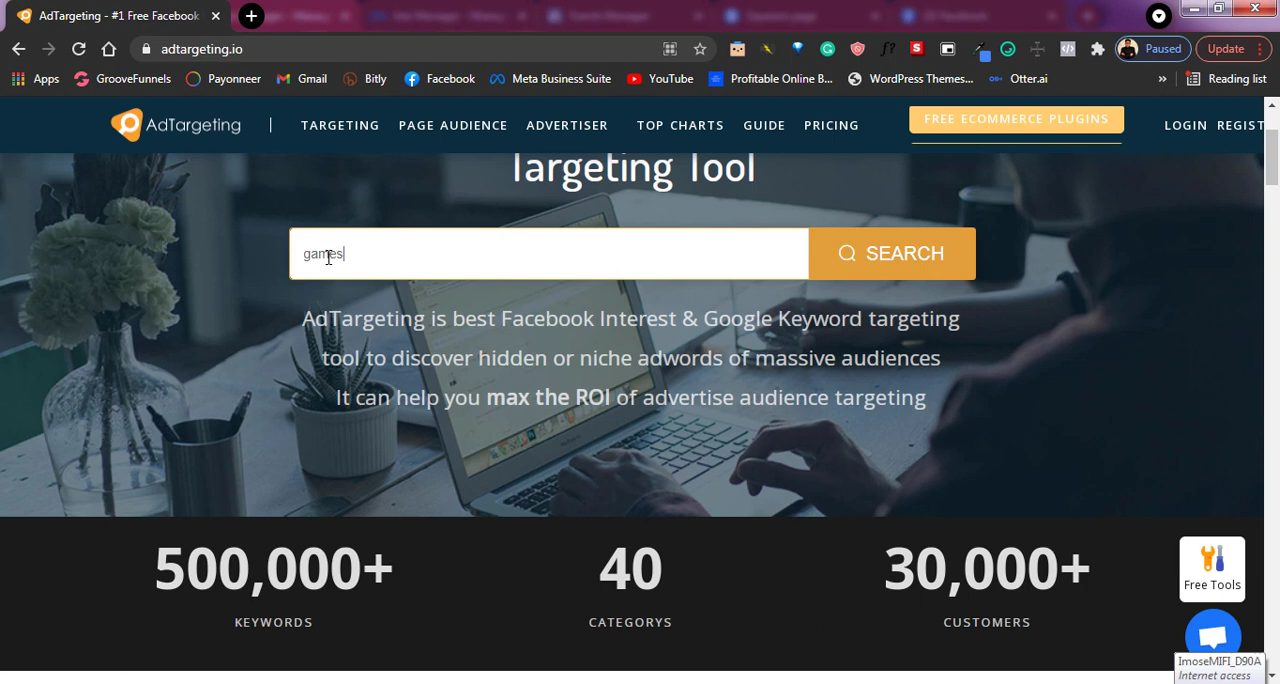 AdTargeting - #1 Free Facebook
adtargeting.io
Paused
Update
Apps
GrooveFunnels
Payoneer
Gmail
Bitly
Facebook
Meta Business Suite
YouTube
Profitable Online B...
WordPress Themes...
Otter.ai
»
Reading list
AdTargeting
TARGETING
PAGE AUDIENCE
ADVERTISER
TOP CHARTS
GUIDE
PRICING
FREE ECOMMERCE PLUGINS
LOGIN
REGIST
Targeting Tool
games
SEARCH
AdTargeting is best Facebook Interest & Google Keyword targeting
tool to discover hidden or niche adwords of massive audiences
It can help you max the ROI of advertise audience targeting
500,000+
40
30,000+
KEYWORDS
CATEGORYS
CUSTOMERS
Free Tools
ImoseMIFI_D90A
Internet access